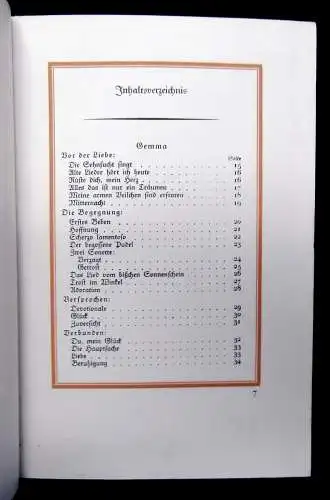 Inhaltsverzeichnis
Gemma
Vor der Liebe: Seite
Die Sehnsucht singt . . . . . . . . . . . 15
Alte Lieder hört ich heute . . . . . . . . 16
Rüste dich, mein Herz . . . . . . . . . . 16
Alles das ist nur ein Träumen . . . . . . 17
Meine armen Veilchen sind erfroren . . . . 18
Mitternacht . . . . . . . . . . . . . . 19
Die Begegnung:
Erstes Beben . . . . . . . . . . . . . 20
Hoffnung . . . . . . . . . . . . . . . 21
Scherzo lamentoso . . . . . . . . . . . 22
Der begossene Pudel . . . . . . . . . . 23
Zwei Sonette:
Verzagt . . . . . . . . . . . . . . 24
Getrost . . . . . . . . . . . . . . 25
Das Lied vom bißchen Sonnenschein . . . . 26
Trost im Winkel . . . . . . . . . . . . 26
Adoration . . . . . . . . . . . . . . . 28
Versprochen:
Devotionale . . . . . . . . . . . . . . 29
Glück . . . . . . . . . . . . . . . . 30
Zuversicht . . . . . . . . . . . . . . 31
Verbunden:
Du, mein Glück . . . . . . . . . . . . 32
Die Hauptsache . . . . . . . . . . . . 33
Liebe . . . . . . . . . . . . . . . . 33
Beruhigung . . . . . . . . . . . . . . 34
7